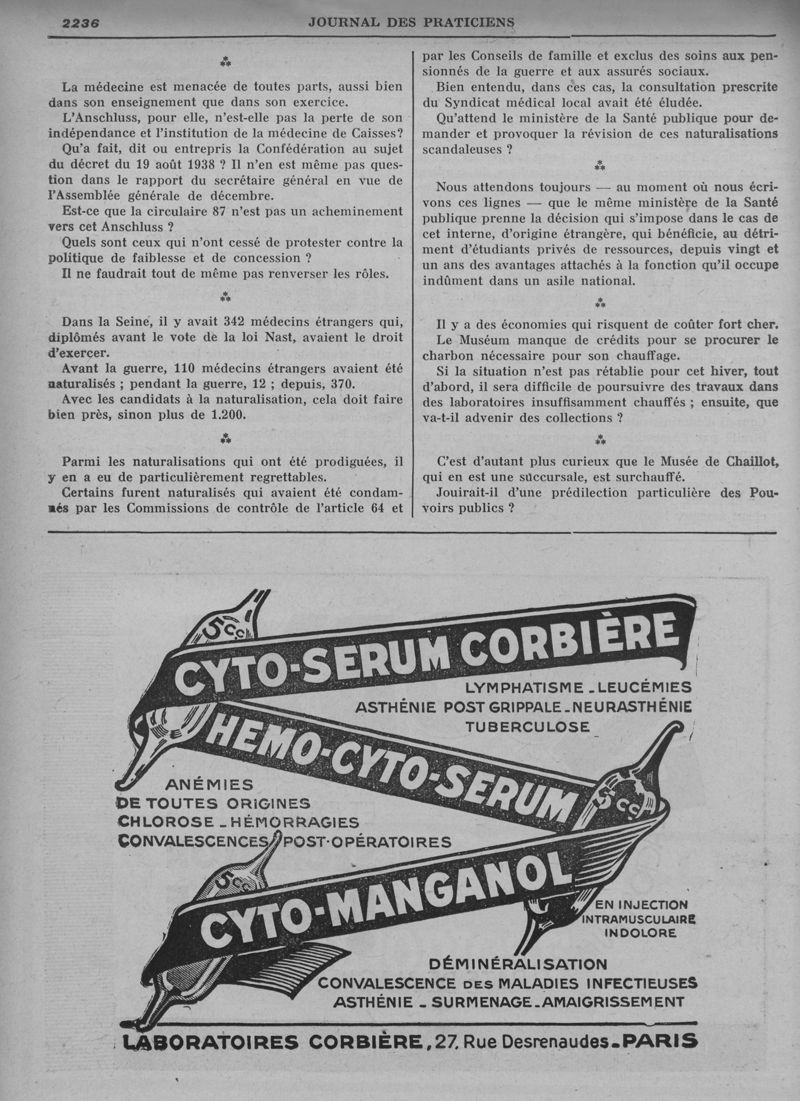 2236
JOURNAL DES PRATICIENS
⁂
La médecine est menacée de toutes parts, aussi bien
dans son enseignement que dans son exercice.
L'Anschluss, pour elle, n'est-elle pas la perte de son
indépendance et l'institution de la médecine de Caisses?
Qu'a fait, dit ou entrepris la Confédération au sujet
du décret du 19 août 1938 ? Il n'en est même pas ques-
tion dans le rapport du secrétaire général en vue de
l'Assemblée générale de décembre.
Est-ce que la circulaire 87 n'est pas un acheminement
vers cet Anschluss ?
Quels sont ceux qui n'ont cessé de protester contre la
politique de faiblesse et de concession ?
Il ne faudrait tout de même pas renverser les rôles.
⁂
Dans la Seine, il y avait 342 médecins étrangers qui,
diplômés avant le vote de la loi Nast, avaient le droit
d'exercer.
Avant la guerre, 110 médecins étrangers avaient été
naturalisés ; pendant la guerre, 12 ; depuis, 370.
Avec les candidats à la naturalisation, cela doit faire
bien près, sinon plus de 1.200.
⁂
Parmi les naturalisations qui ont été prodiguées, il
y en a eu de particulièrement regrettables.
Certains furent naturalisés qui avaient été condam-
nés par les Commissions de contrôle de l'article 64 et
par les Conseils de famille et exclus des soins aux pen-
sionnés de la guerre et aux assurés sociaux.
Bien entendu, dans ces cas, la consultation prescrite
du Syndicat médical local avait été éludée.
Qu'attend le ministère de la Santé publique pour de-
mander et provoquer la révision de ces naturalisations
scandaleuses ?
⁂
Nous attendons toujours — au moment où nous écri-
vons ces lignes — que le même ministère de la Santé
publique prenne la décision qui s'impose dans le cas de
cet interne, d'origine étrangère, qui bénéficie, au détri-
ment d'étudiants privés de ressources, depuis vingt et
un ans des avantages attachés à la fonction qu'il occupe
indûment dans un asile national.
⁂
Il y a des économies qui risquent de coûter fort cher.
Le Muséum manque de crédits pour se procurer le
charbon nécessaire pour son chauffage.
Si la situation n'est pas rétablie pour cet hiver, tout
d'abord, il sera difficile de poursuivre des travaux dans
des laboratoires insuffisamment chauffés ; ensuite, que
va-t-il advenir des collections ?
⁂
C'est d'autant plus curieux que le Musée de Chaillot,
qui en est une succursale, est surchauffé.
Jouirait-il d'une prédilection particulière des Pou-
voirs publics ?
5cc
CYTO-SERUM CORBIÈRE
LYMPHATISME - LEUCÉMIES
ASTHÉNIE POST GRIPPALE - NEURASTHÉNIE
TUBERCULOSE
HEMO-CYTO-SERUM
5cc
ANÉMIES
DE TOUTES ORIGINES
CHLOROSE - HÉMORRAGIES
CONVALESCENCES POST-OPÉRATOIRES
5cc
CYTO-MANGANOL
EN INJECTION
INTRAMUSCULAIRE
INDOLORE
DÉMINÉRALISATION
CONVALESCENCE DES MALADIES INFECTIEUSES
ASTHÉNIE - SURMENAGE - AMAIGRISSEMENT
LABORATOIRES CORBIÈRE, 27, Rue Desrenaudes - PARIS